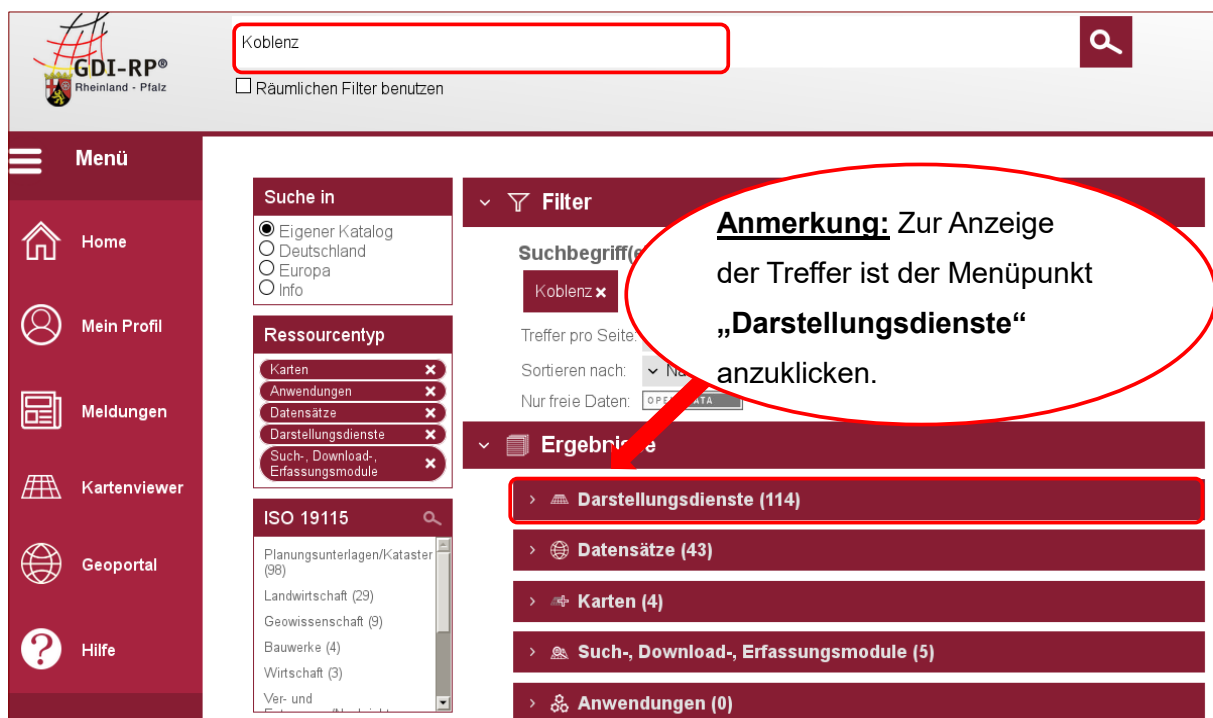 GDI-RP®
Rheinland - Pfalz
Koblenz
Räumlichen Filter benutzen
Menü
Home
Mein Profil
Meldungen
Kartenviewer
Geoportal
Hilfe
Suche in
Eigener Katalog
Deutschland
Europa
Info
Ressourcentyp
Karten
Anwendungen
Datensätze
Darstellungsdienste
Such-, Download-,
Erfassungsmodule
ISO 19115
Planungsunterlagen/Kataster
(98)
Landwirtschaft (29)
Geowissenschaft (9)
Bauwerke (4)
Wirtschaft (3)
Ver- und
Filter
Koblenz
Treffer pro Seite:
Sortieren nach:
Nur freie Daten:
Anmerkung: Zur Anzeige
der Treffer ist der Menüpunkt
„Darstellungsdienste“
anzuklicken.
Ergebnisse
Darstellungsdienste (114)
Datensätze (43)
Karten (4)
Such-, Download-, Erfassungsmodule (5)
Anwendungen (0)